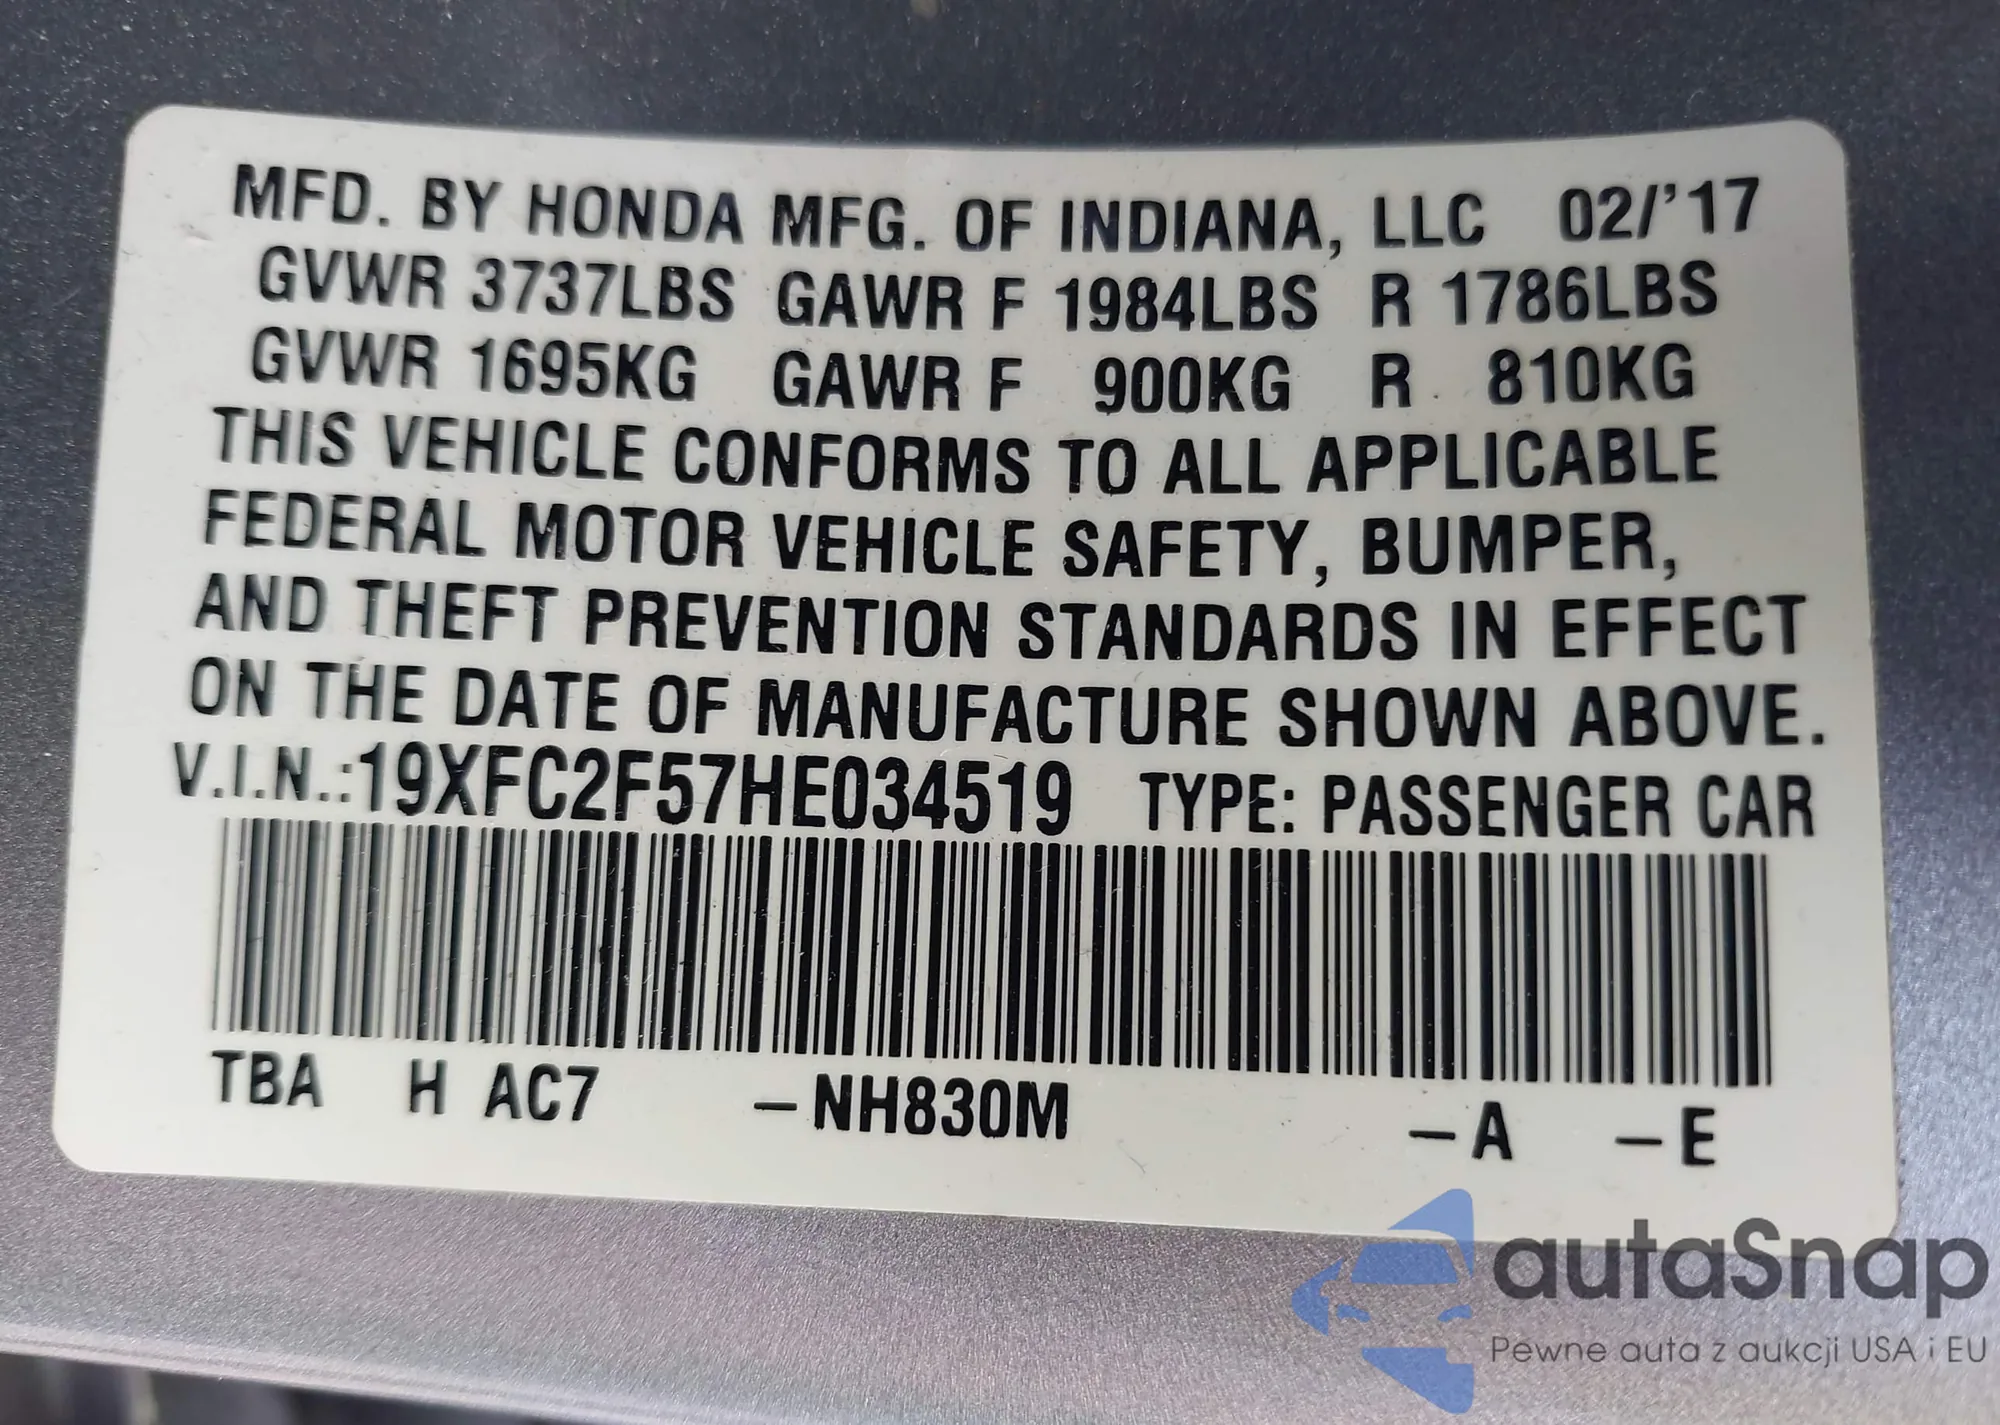 MFD. BY HONDA MFG. OF INDIANA, LLC 02/'17
GVWR 3737LBS GAWR F 1984LBS R 1786LBS
GVWR 1695KG GAWR F 900KG R 810KG
THIS VEHICLE CONFORMS TO ALL APPLICABLE
FEDERAL MOTOR VEHICLE SAFETY, BUMPER,
AND THEFT PREVENTION STANDARDS IN EFFECT
ON THE DATE OF MANUFACTURE SHOWN ABOVE.
V.I.N.:19XFC2F57HE034519 TYPE: PASSENGER CAR
TBA H AC7 –NH830M –A –E
autaSnap
Pewne auta z aukcji USA i EU